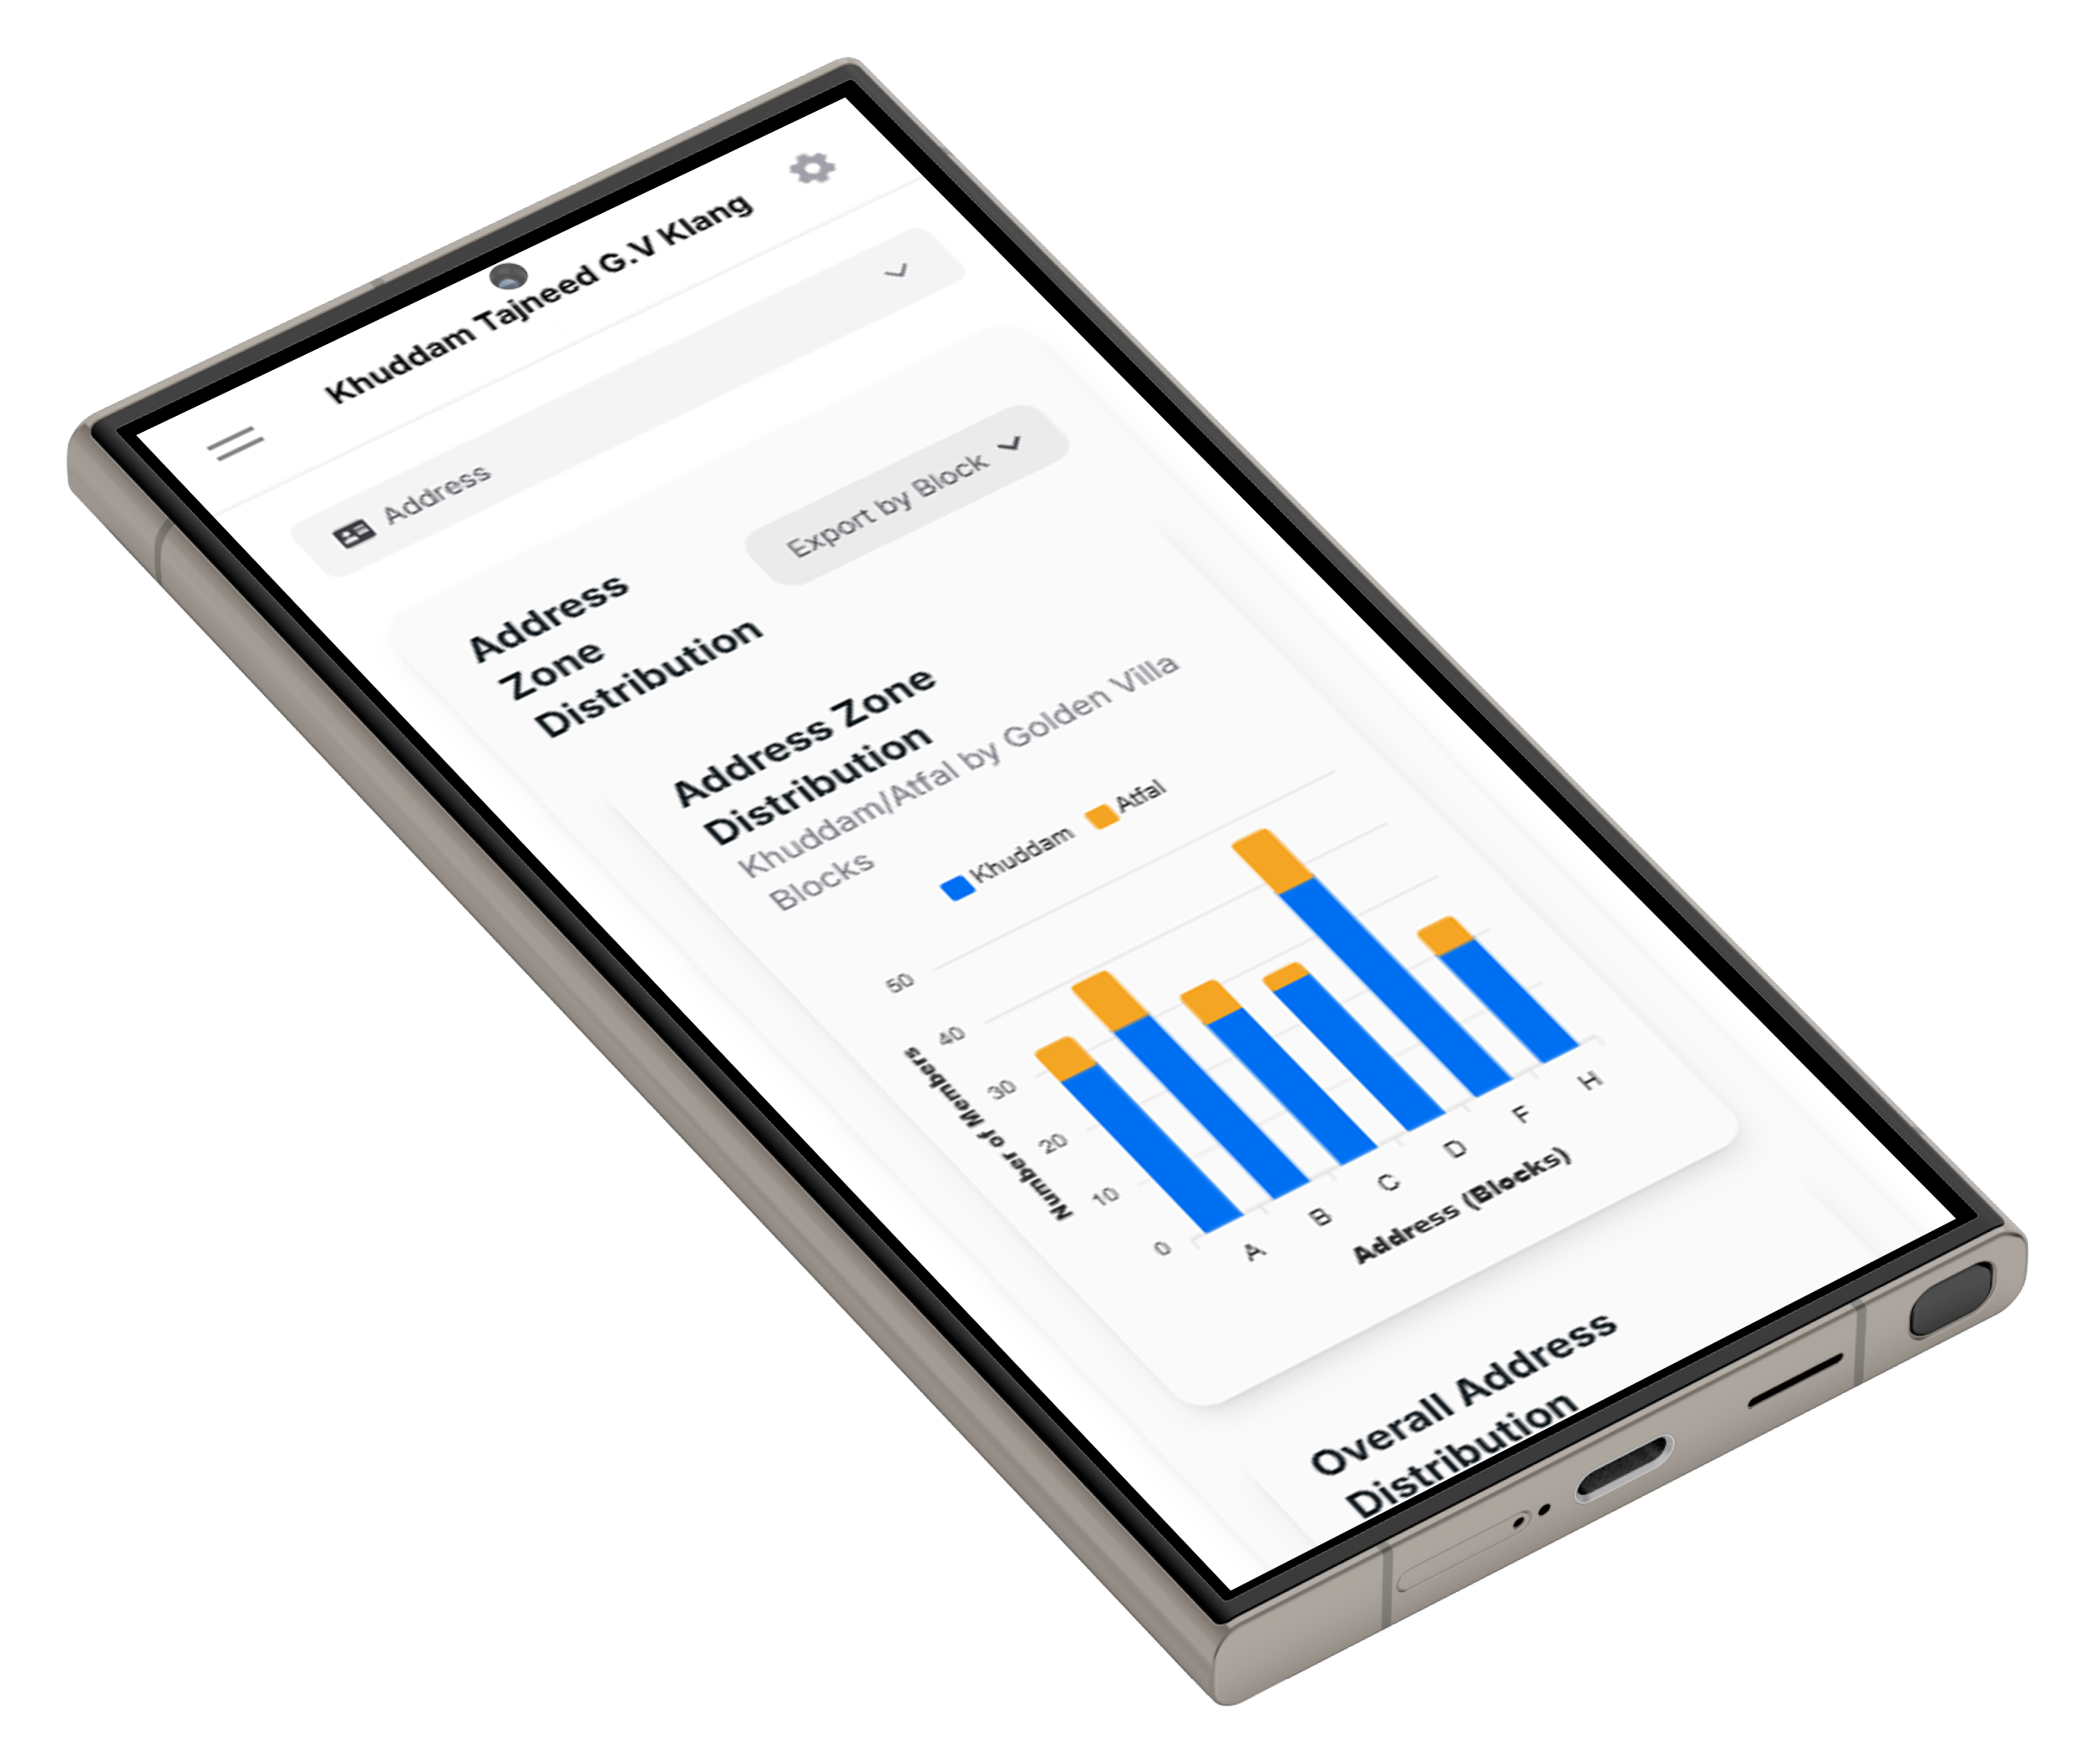 Khuddam Tajneed G.V Klang
Address
Export by Block
Address
Zone
Distribution
Address Zone
Distribution
Khuddam/Atfal by Golden Villa
Blocks
Khuddam
Atfal
50
40
30
20
10
0
Number of Members
A
B
C
D
F
H
Address (Blocks)
Overall Address
Distribution